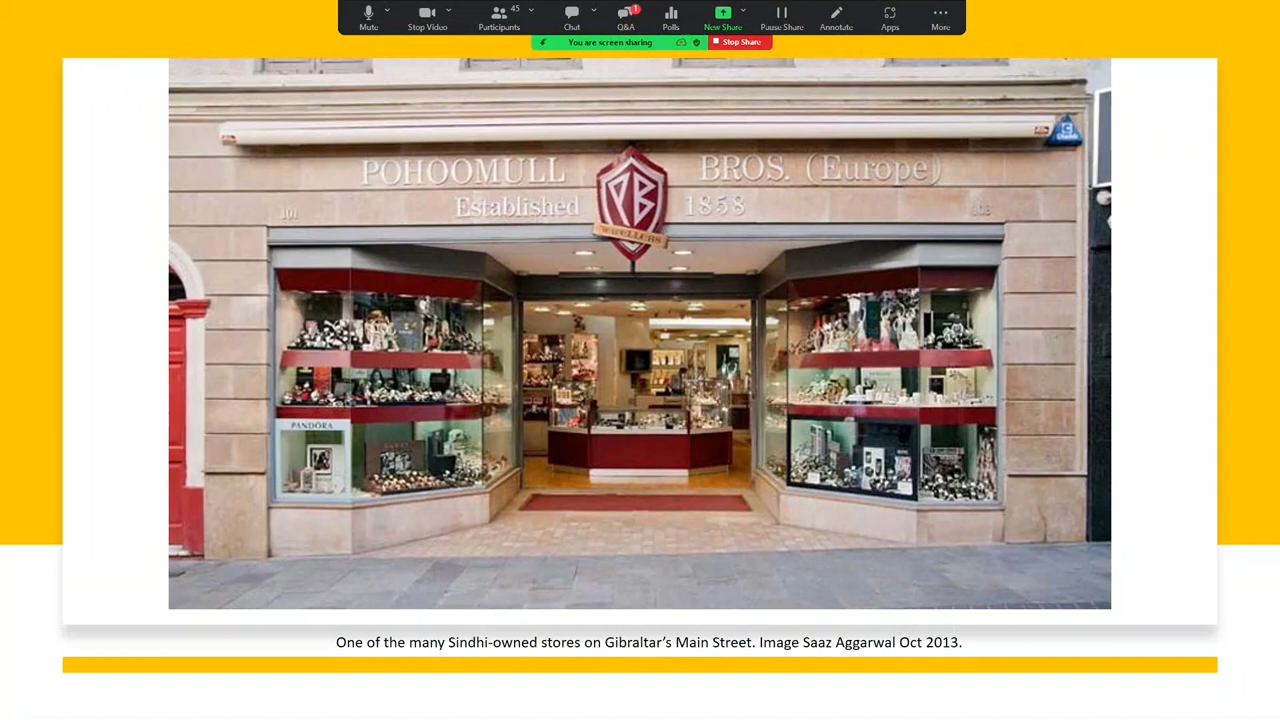 45
1
Mute
Stop Video
Participants
Chat
Q&A
Polls
New Share
Pause Share
Annotate
Apps
More
You are screen sharing
Stop Share
POHOOMULL BROS. (Europe)
Established 1858
PB
JEWELLERS
101
PANDORA
One of the many Sindhi-owned stores on Gibraltar’s Main Street. Image Saaz Aggarwal Oct 2013.